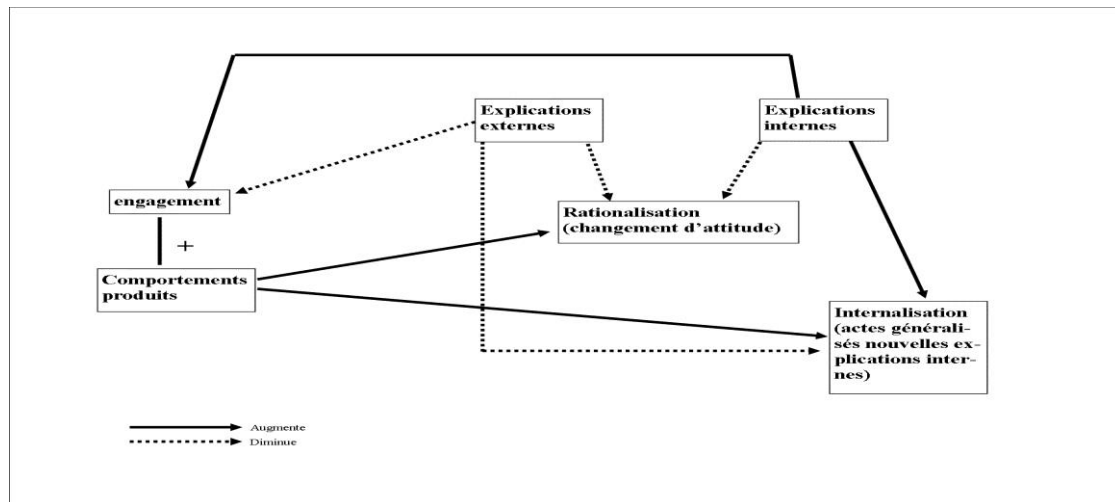 Explications
externes
Explications
internes
engagement
+
Rationalisation
(changement d’attitude)
Comportements
produits
Internalisation
(actes générali-
sés nouvelles ex-
plications inter-
nes)
Augmente
Diminue